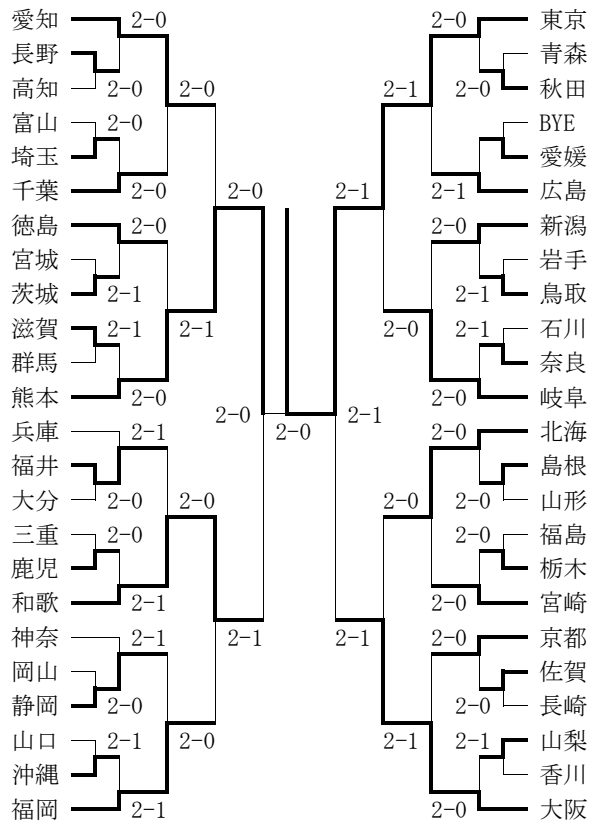 愛知 2-0 東京
長野 青森
高知 2-0 2-0 2-1 2-0 秋田
富山 2-0 BYE
埼玉 愛媛
千葉 2-0 2-0 2-1 2-1 広島
徳島 2-0 2-0 新潟
宮城 岩手
茨城 2-1 2-1 鳥取
滋賀 2-1 2-1 2-0 2-1 石川
群馬 奈良
熊本 2-0 岐阜
兵庫 2-1 2-0 2-0 2-1 2-0 北海
福井 島根
大分 2-0 2-0 2-0 2-0 山形
三重 2-0 2-0 福島
鹿児 栃木
和歌 2-1 2-0 宮崎
神奈 2-1 2-1 2-1 京都
岡山 佐賀
静岡 2-0 2-0 長崎
山口 2-1 2-0 2-1 2-1 山梨
沖縄 香川
福岡 2-1 2-0 大阪